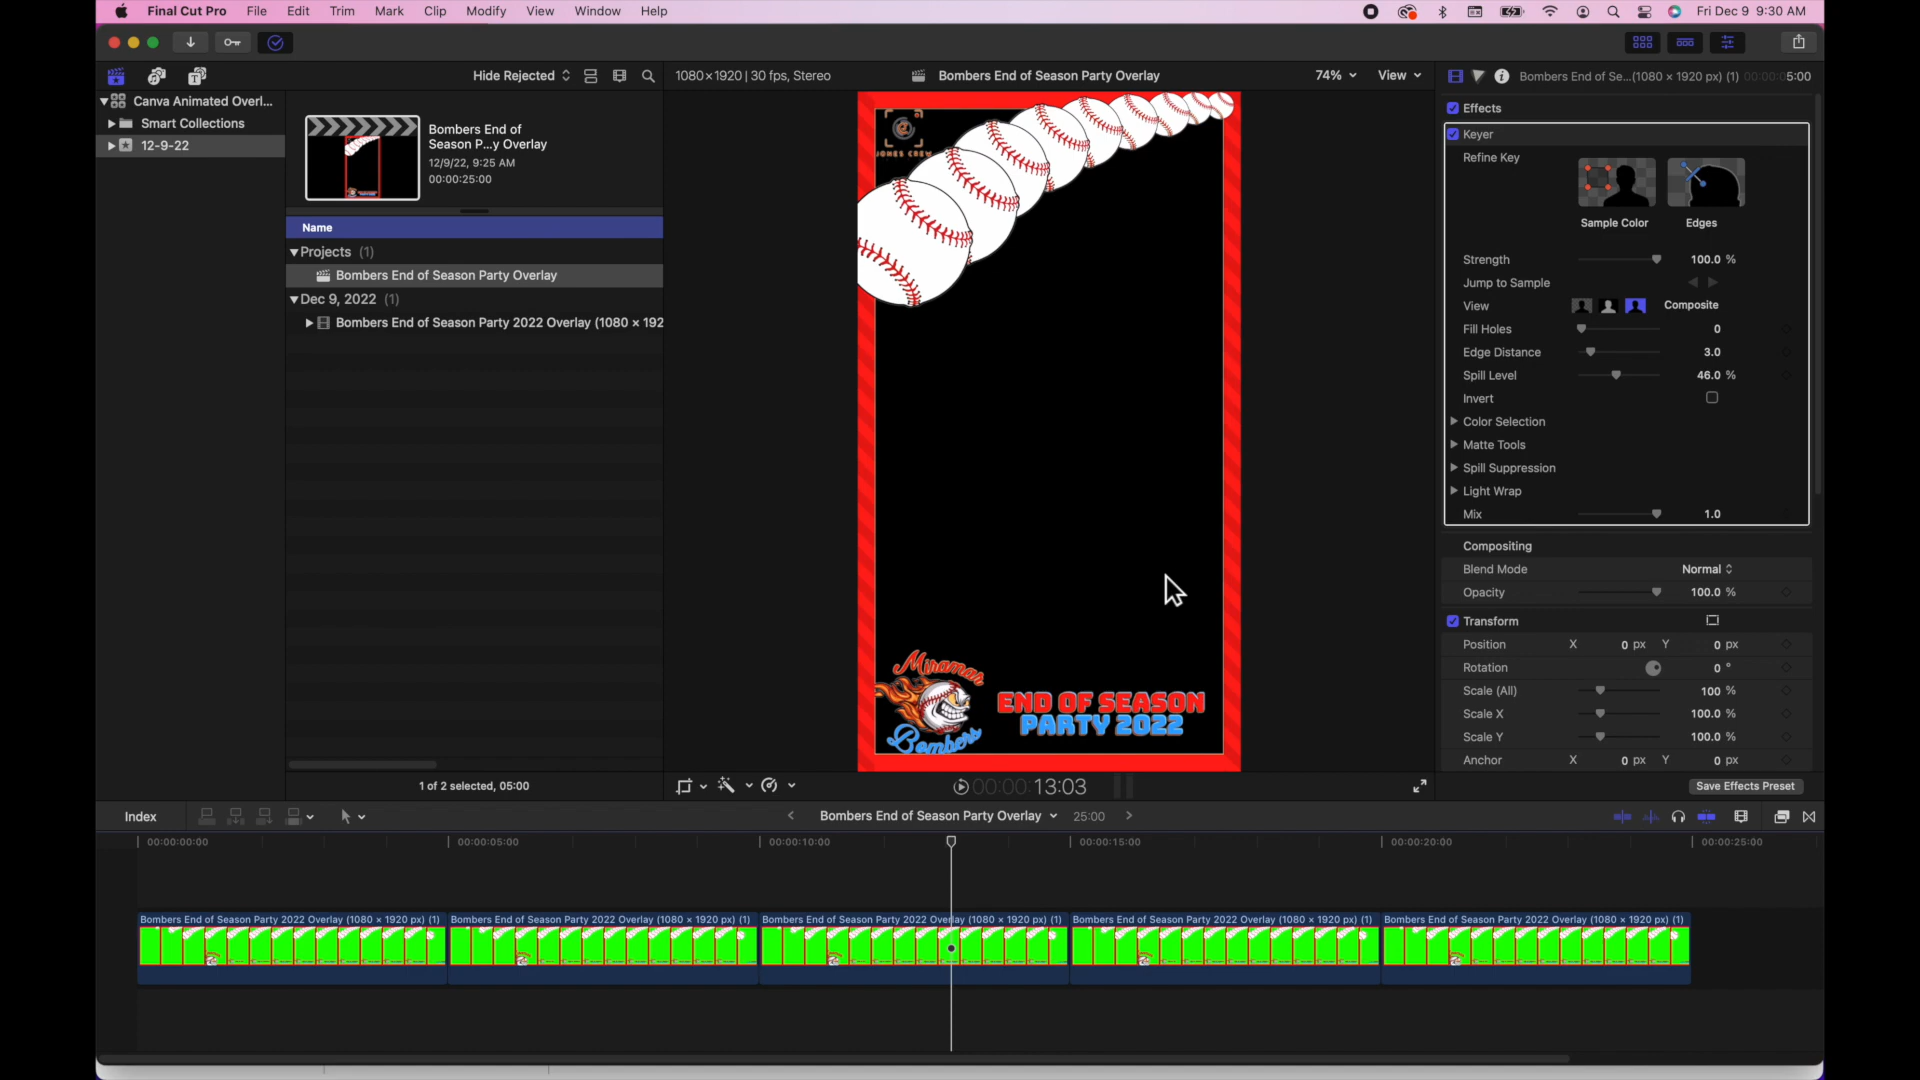 Final Cut Pro File Edit Trim Mark Clip Modify View Window Help Fri Dec 9 9:30 AM
Hide Rejected 1080×1920 | 30 fps, Stereo Bombers End of Season Party Overlay 74% View Bombers End of Se...(1080 × 1920 px) (1) 00:00:05:00
Canva Animated Overl...
Smart Collections
12-9-22
Bombers End of
Season P...y Overlay
12/9/22, 9:25 AM
00:00:25:00
Name
Projects (1)
Bombers End of Season Party Overlay
Dec 9, 2022 (1)
Bombers End of Season Party 2022 Overlay (1080 × 192
1 of 2 selected, 05:00
JONES CREW
Miramar
Bombers
END OF SEASON
PARTY 2022
00:00:13:03
Effects
Keyer
Refine Key
Sample Color Edges
Strength 100.0 %
Jump to Sample
View Composite
Fill Holes 0
Edge Distance 3.0
Spill Level 46.0 %
Invert
Color Selection
Matte Tools
Spill Suppression
Light Wrap
Mix 1.0
Compositing
Blend Mode Normal
Opacity 100.0 %
Transform
Position X 0 px Y 0 px
Rotation 0 °
Scale (All) 100 %
Scale X 100.0 %
Scale Y 100.0 %
Anchor X 0 px Y 0 px
Save Effects Preset
Index Bombers End of Season Party Overlay 25:00
00:00:00:00 00:00:05:00 00:00:10:00 00:00:15:00 00:00:20:00 00:00:25:00
Bombers End of Season Party 2022 Overlay (1080 × 1920 px) (1) Bombers End of Season Party 2022 Overlay (1080 × 1920 px) (1) Bombers End of Season Party 2022 Overlay (1080 × 1920 px) (1) Bombers End of Season Party 2022 Overlay (1080 × 1920 px) (1) Bombers End of Season Party 2022 Overlay (1080 × 1920 px) (1)